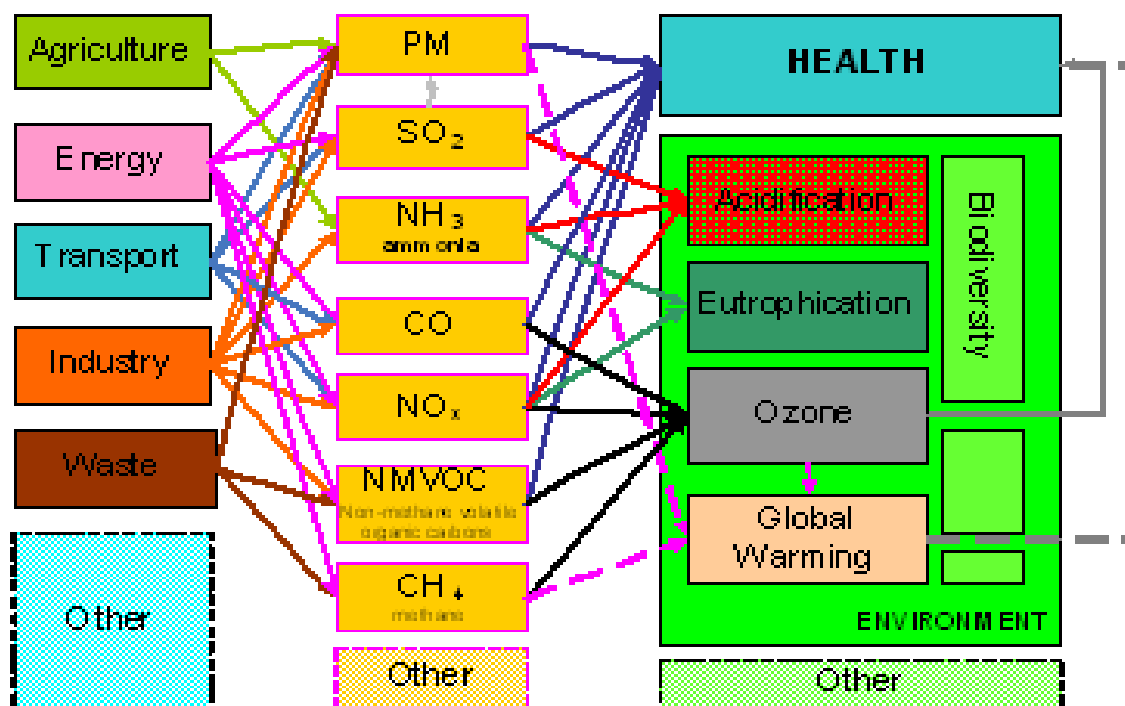 Agriculture
Energy
Transport
Industry
Waste
Other
PM
SO₂
NH₃
ammonia
CO
NOₓ
NMVOC
Non-methane volatile
organic carbons
CH₄
methane
Other
HEALTH
Acidification
Eutrophication
Ozone
Global
Warming
Biodiversity
ENVIRONMENT
Other